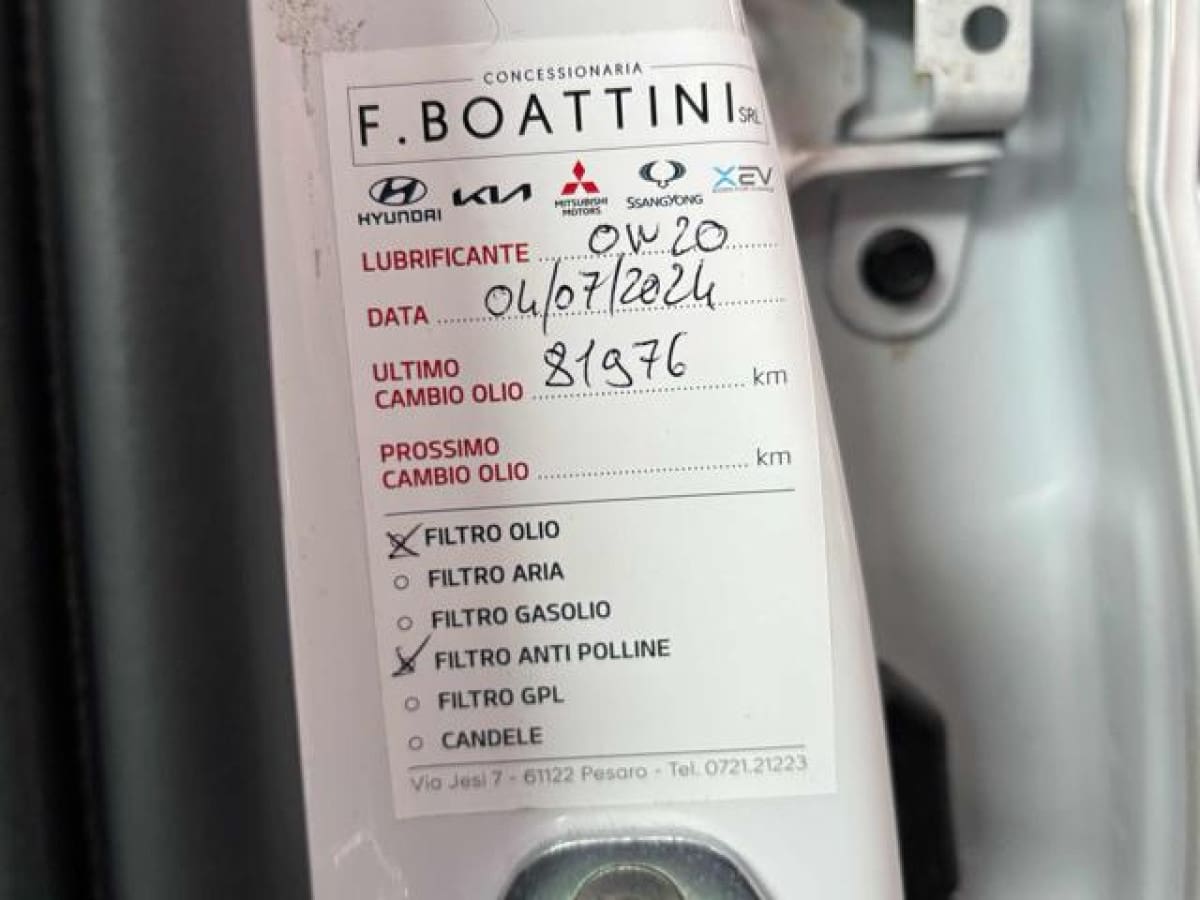 CONCESSIONARIA
F. BOATTINI SRL
HYUNDAI KIA MITSUBISHI MOTORS SSANGYONG XEV
LUBRIFICANTE 0W20
DATA 04/07/2024
ULTIMO
CAMBIO OLIO 81976 km
PROSSIMO
CAMBIO OLIO km
FILTRO OLIO
FILTRO ARIA
FILTRO GASOLIO
FILTRO ANTI POLLINE
FILTRO GPL
CANDELE
Via Jesi 7 - 61122 Pesaro - Tel. 0721.21223